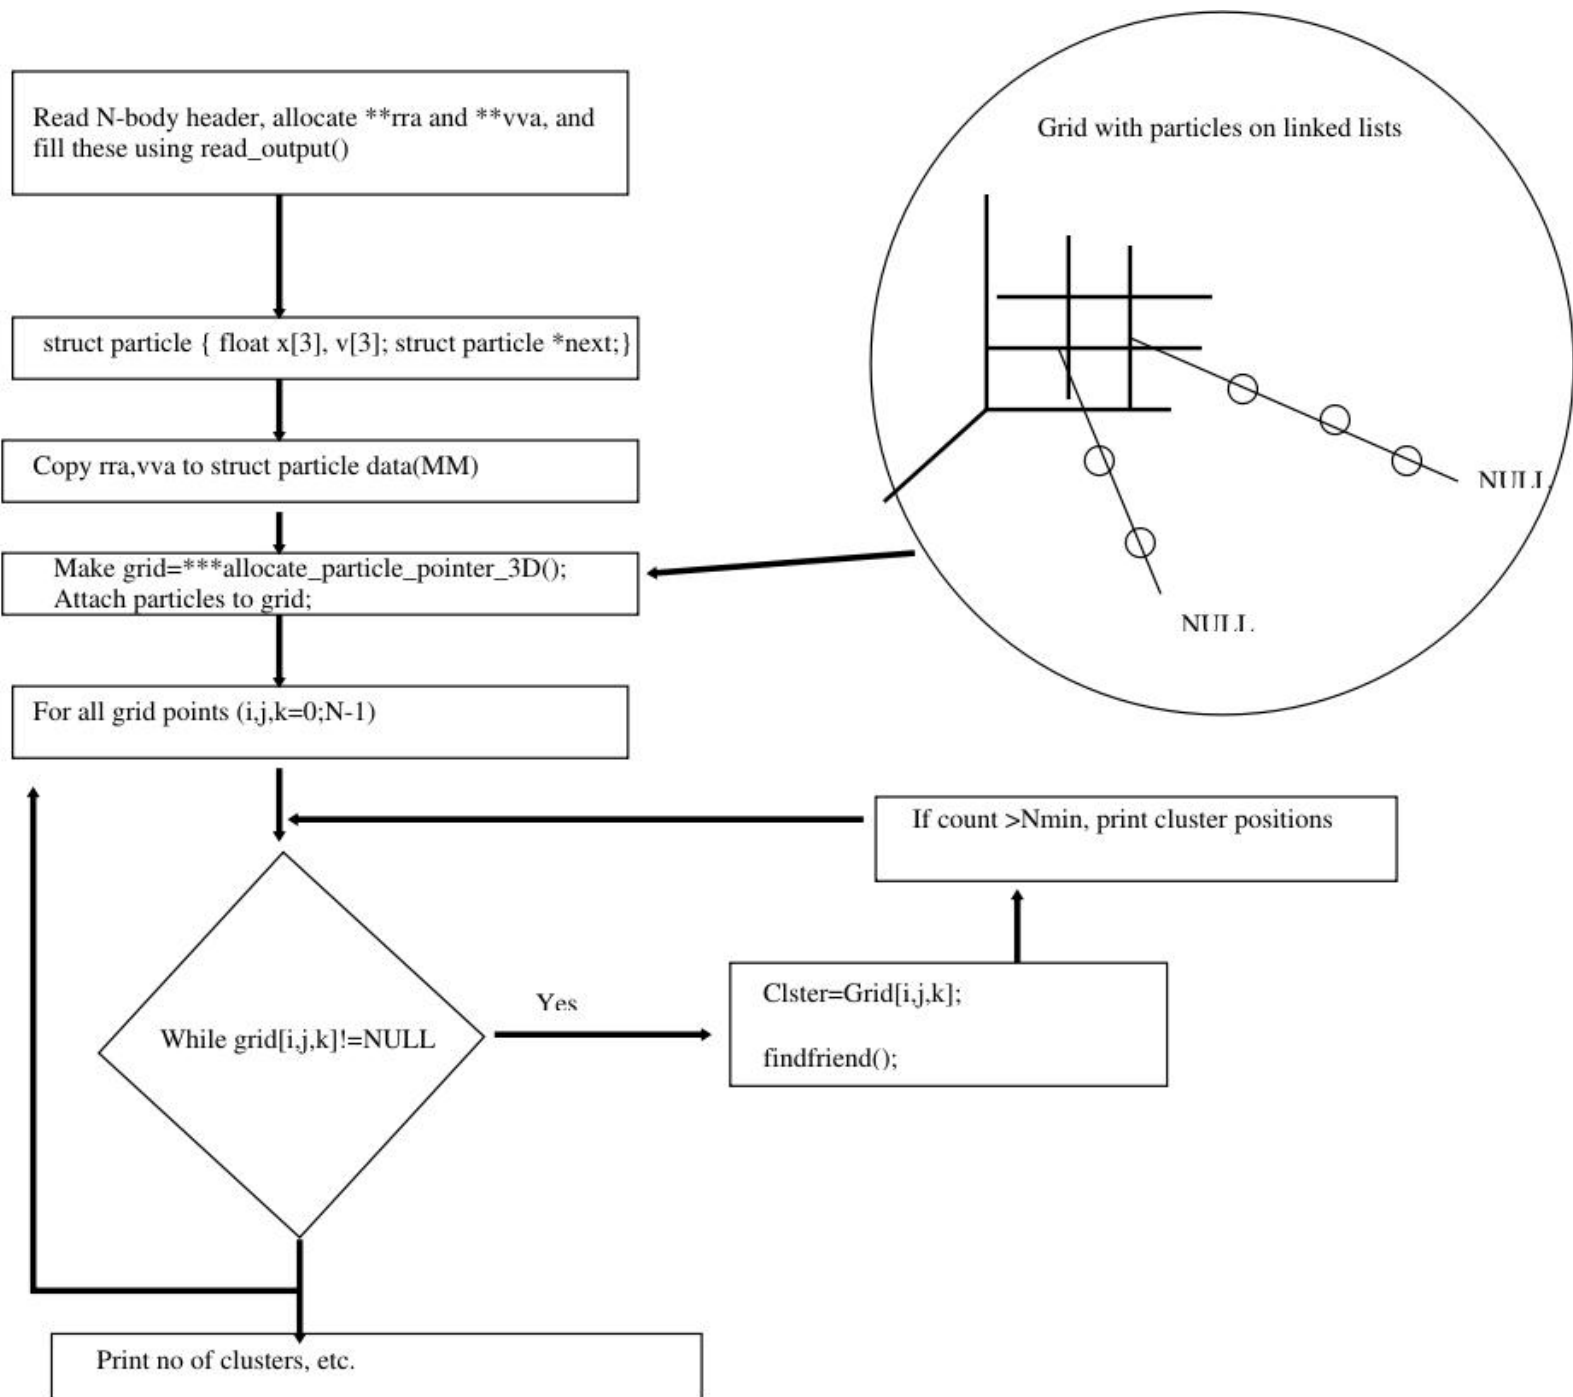 Read N-body header, allocate **rra and **vva, and
fill these using read_output()
Grid with particles on linked lists
struct particle { float x[3], v[3]; struct particle *next;}
Copy rra,vva to struct particle data(MM)
NULL
Make grid=***allocate_particle_pointer_3D();
Attach particles to grid;
NULL
For all grid points (i,j,k=0;N-1)
If count >Nmin, print cluster positions
While grid[i,j,k]!=NULL
Yes
Clster=Grid[i,j,k];
findfriend();
Print no of clusters, etc.